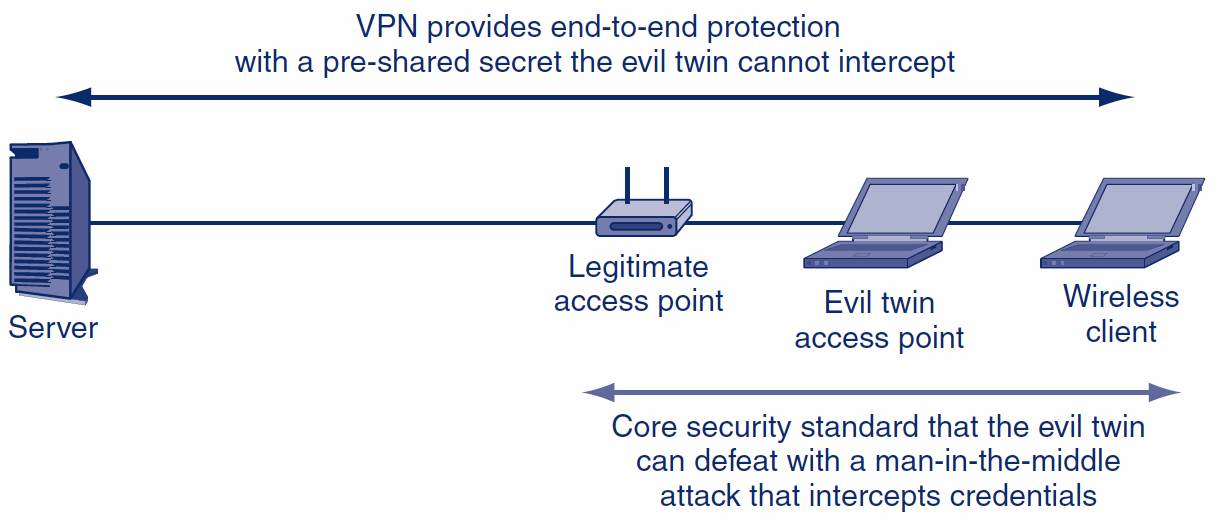 VPN provides end-to-end protection
with a pre-shared secret the evil twin cannot intercept
Server
Legitimate
access point
Evil twin
access point
Wireless
client
Core security standard that the evil twin
can defeat with a man-in-the-middle
attack that intercepts credentials